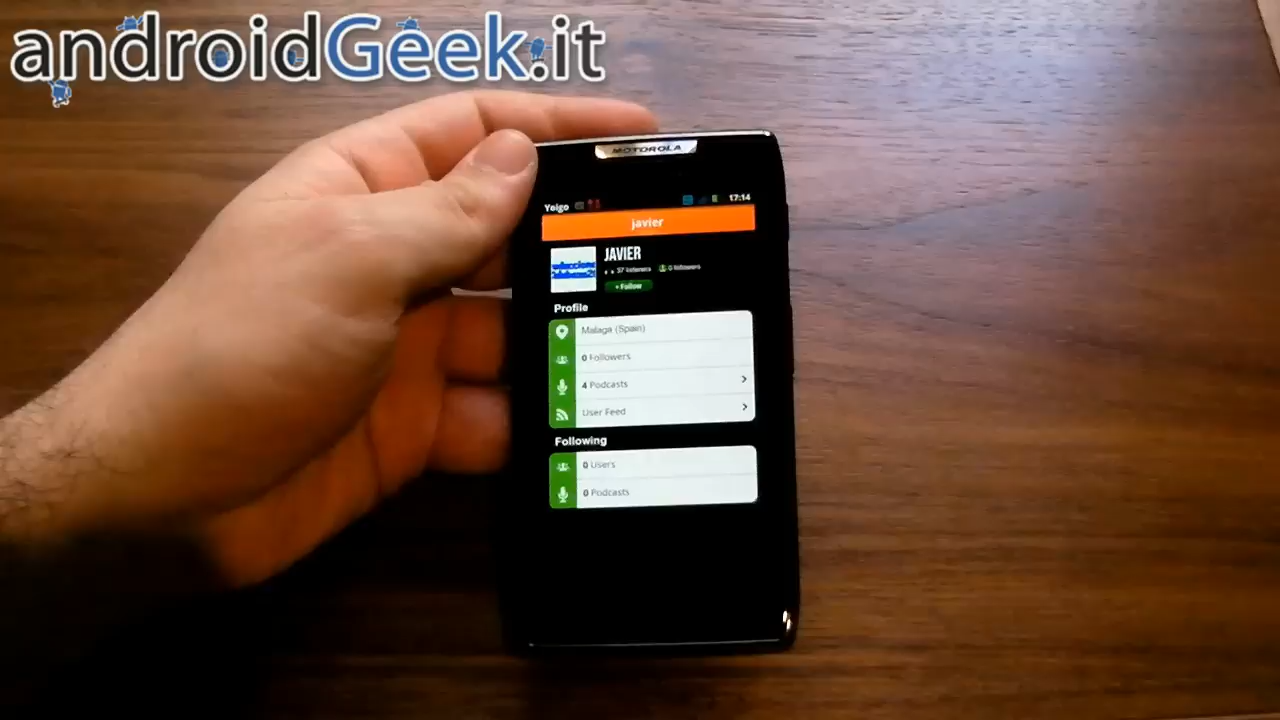 androidGeek.it
MOTOROLA
Yoigo 17:14
javier
JAVIER
37 listeners 0 followers
+ Follow
Profile
Malaga (Spain)
0 Followers
4 Podcasts
User Feed
Following
0 Users
0 Podcasts